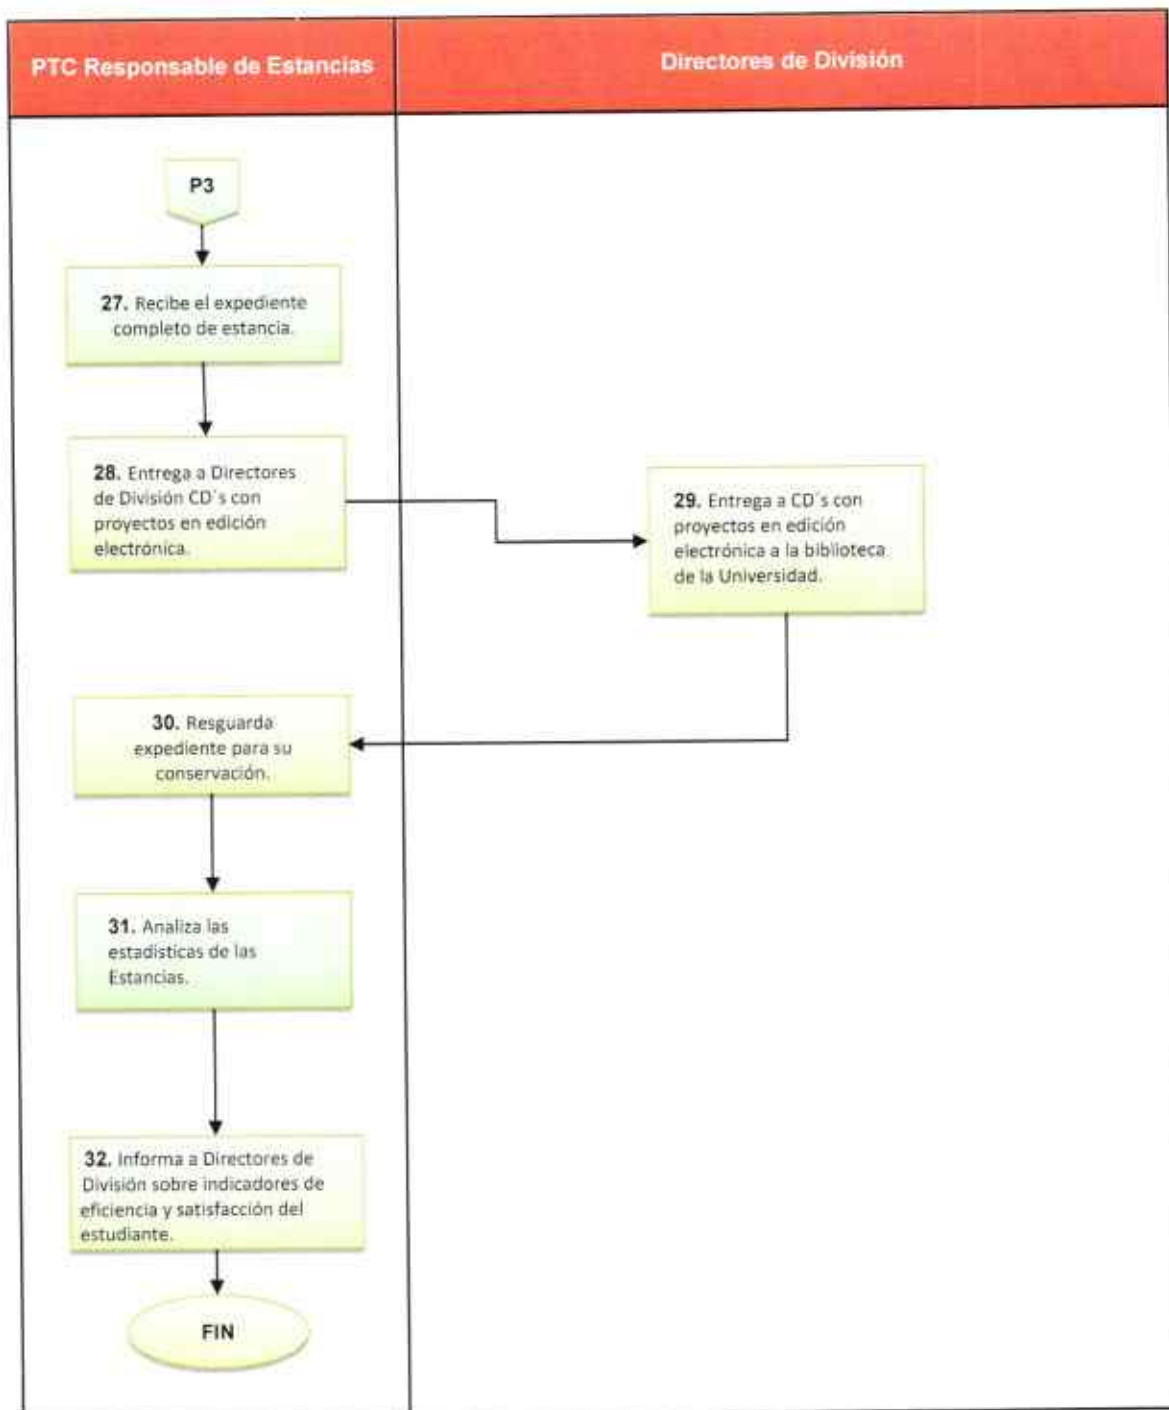 PTC Responsable de Estancias
Directores de División
P3
27. Recibe el expediente
completo de estancia.
28. Entrega a Directores
de División CD´s con
proyectos en edición
electrónica.
29. Entrega a CD´s con
proyectos en edición
electrónica a la biblioteca
de la Universidad.
30. Resguarda
expediente para su
conservación.
31. Analiza las
estadísticas de las
Estancias.
32. Informa a Directores de
División sobre indicadores de
eficiencia y satisfacción del
estudiante.
FIN